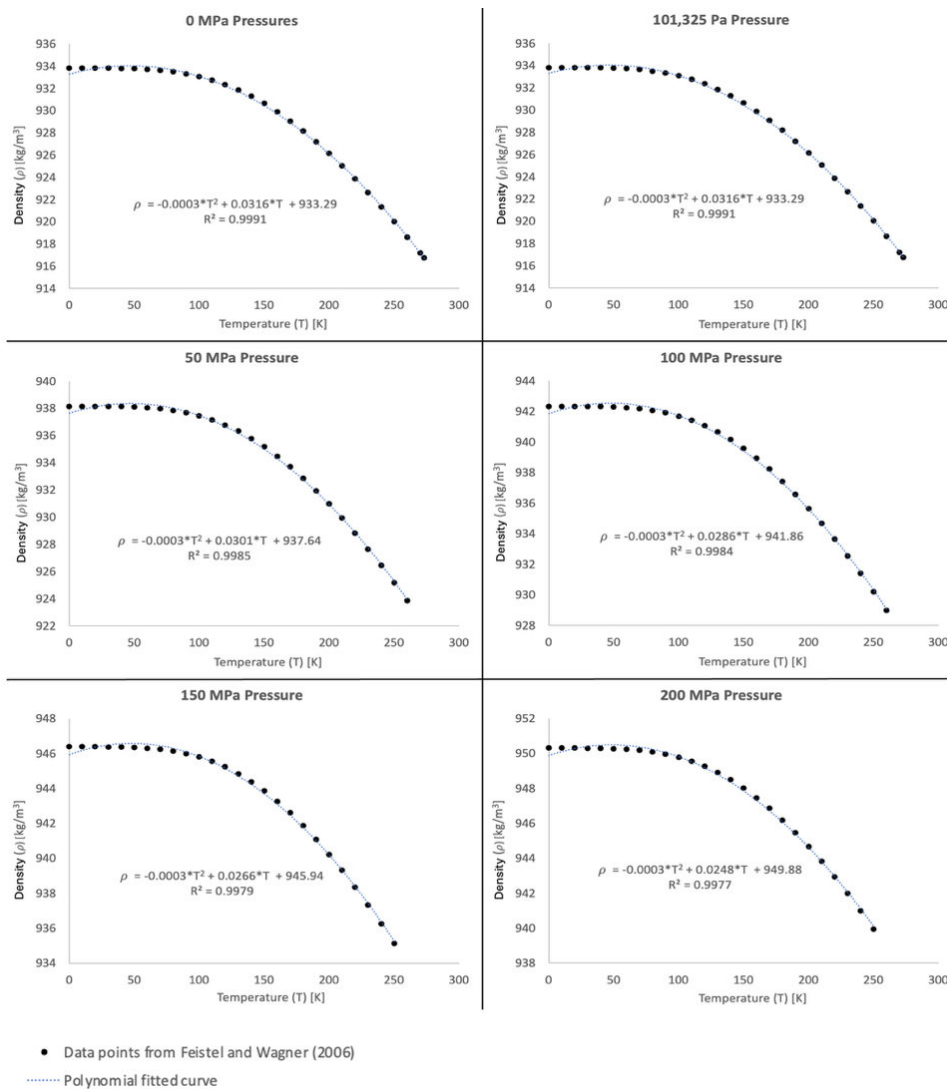 0 MPa Pressures
936
934
932
930
928
926
924
922
920
918
916
914
Density (ρ) [kg/m³]
ρ = -0.0003*T² + 0.0316*T + 933.29
R² = 0.9991
0 50 100 150 200 250 300
Temperature (T) [K]
101,325 Pa Pressure
936
934
932
930
928
926
924
922
920
918
916
914
Density (ρ) [kg/m³]
ρ = -0.0003*T² + 0.0316*T + 933.29
R² = 0.9991
0 50 100 150 200 250 300
Temperature (T) [K]
50 MPa Pressure
940
938
936
934
932
930
928
926
924
922
Density (ρ) [kg/m³]
ρ = -0.0003*T² + 0.0301*T + 937.64
R² = 0.9985
0 50 100 150 200 250 300
Temperature (T) [K]
100 MPa Pressure
944
942
940
938
936
934
932
930
928
Density (ρ) [kg/m³]
ρ = -0.0003*T² + 0.0286*T + 941.86
R² = 0.9984
0 50 100 150 200 250 300
Temperature (T) [K]
150 MPa Pressure
948
946
944
942
940
938
936
934
Density (ρ) [kg/m³]
ρ = -0.0003*T² + 0.0266*T + 945.94
R² = 0.9979
0 50 100 150 200 250 300
Temperature (T) [K]
200 MPa Pressure
952
950
948
946
944
942
940
938
Density (ρ) [kg/m³]
ρ = -0.0003*T² + 0.0248*T + 949.88
R² = 0.9977
0 50 100 150 200 250 300
Temperature (T) [K]
Data points from Feistel and Wagner (2006)
Polynomial fitted curve